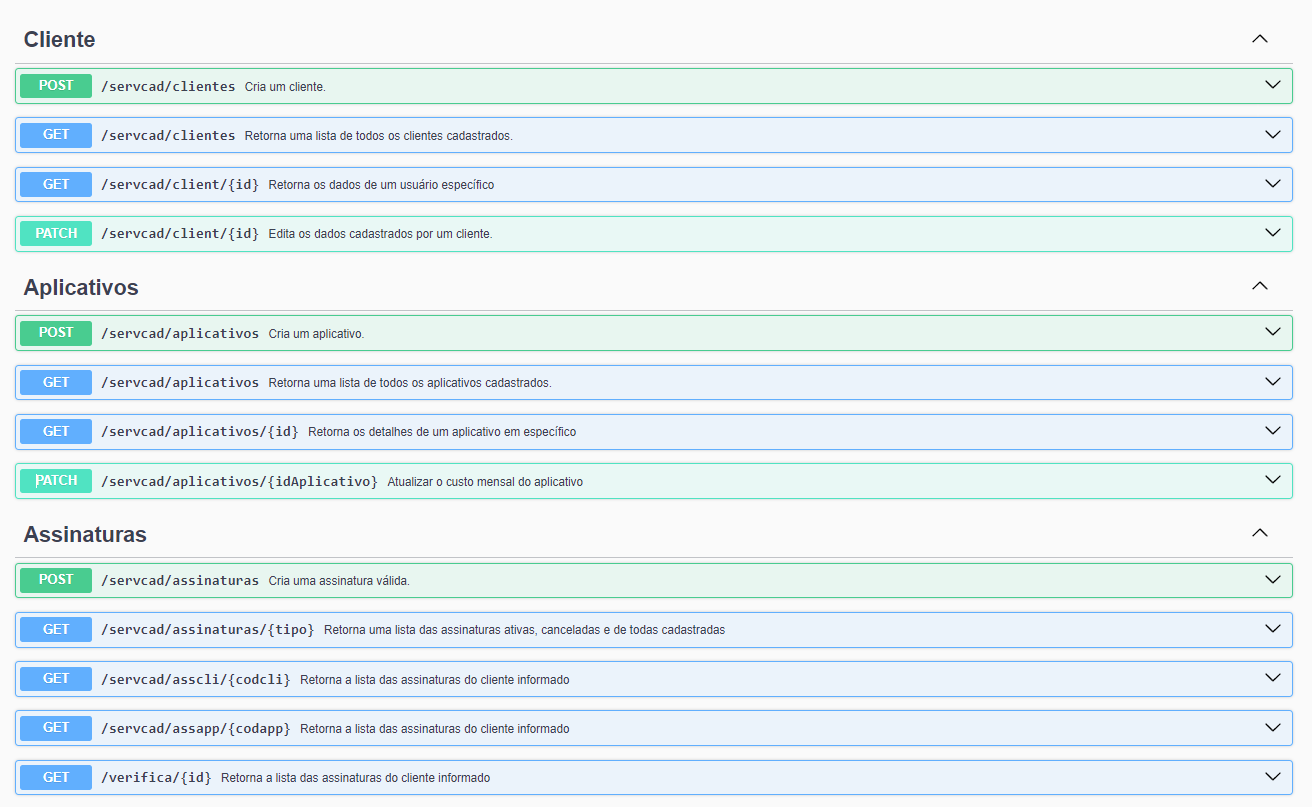 Cliente
POST /servcad/clientes Cria um cliente.
GET /servcad/clientes Retorna uma lista de todos os clientes cadastrados.
GET /servcad/client/{id} Retorna os dados de um usuário específico
PATCH /servcad/client/{id} Edita os dados cadastrados por um cliente.
Aplicativos
POST /servcad/aplicativos Cria um aplicativo.
GET /servcad/aplicativos Retorna uma lista de todos os aplicativos cadastrados.
GET /servcad/aplicativos/{id} Retorna os detalhes de um aplicativo em específico
PATCH /servcad/aplicativos/{idAplicativo} Atualizar o custo mensal do aplicativo
Assinaturas
POST /servcad/assinaturas Cria uma assinatura válida.
GET /servcad/assinaturas/{tipo} Retorna uma lista das assinaturas ativas, canceladas e de todas cadastradas
GET /servcad/asscli/{codcli} Retorna a lista das assinaturas do cliente informado
GET /servcad/assapp/{codapp} Retorna a lista das assinaturas do cliente informado
GET /verifica/{id} Retorna a lista das assinaturas do cliente informado